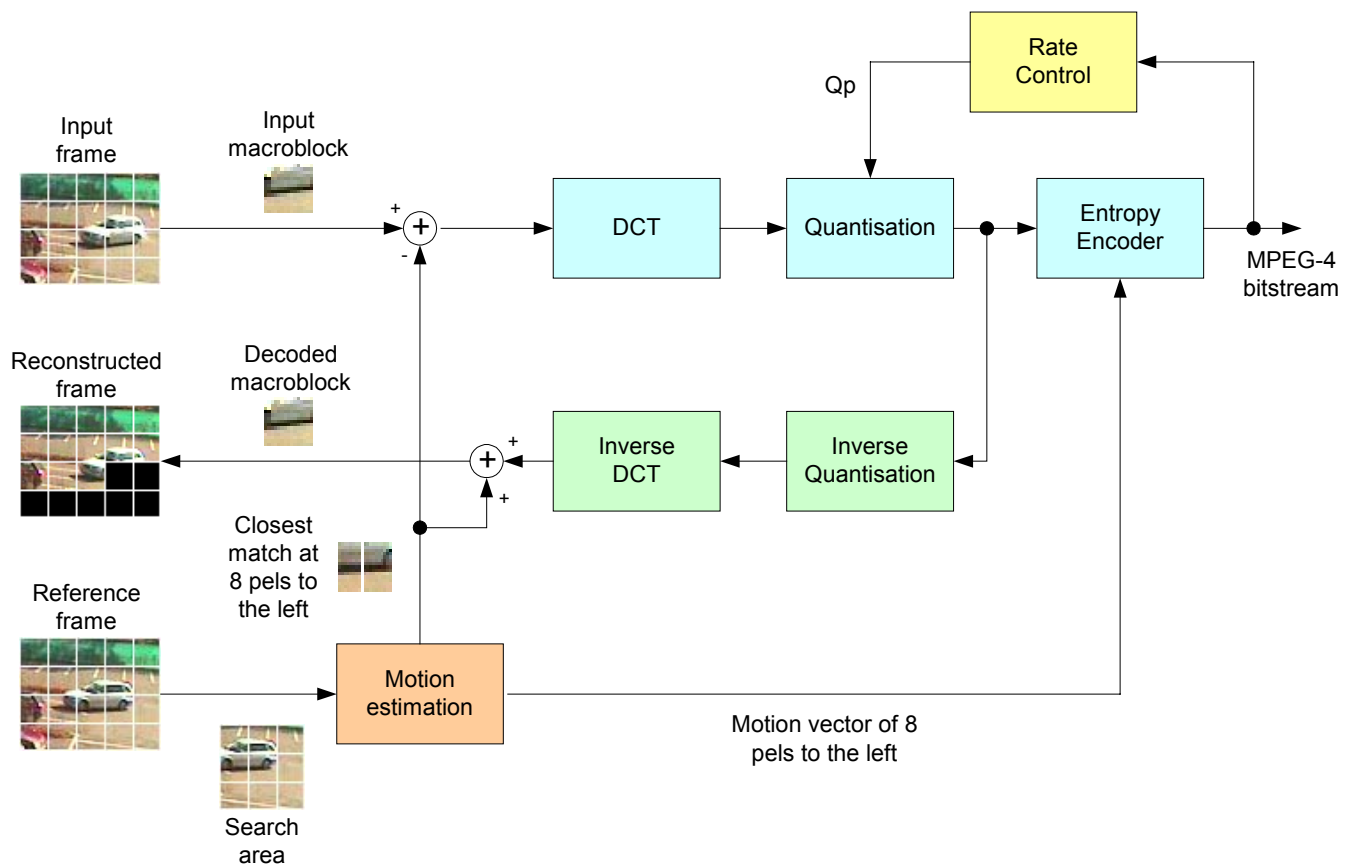 Rate
Control
Qp
Input
frame
Input
macroblock
+
+
-
DCT
Quantisation
Entropy
Encoder
MPEG-4
bitstream
Reconstructed
frame
Decoded
macroblock
+
+
+
Inverse
DCT
Inverse
Quantisation
Closest
match at
8 pels to
the left
Reference
frame
Motion
estimation
Motion vector of 8
pels to the left
Search
area